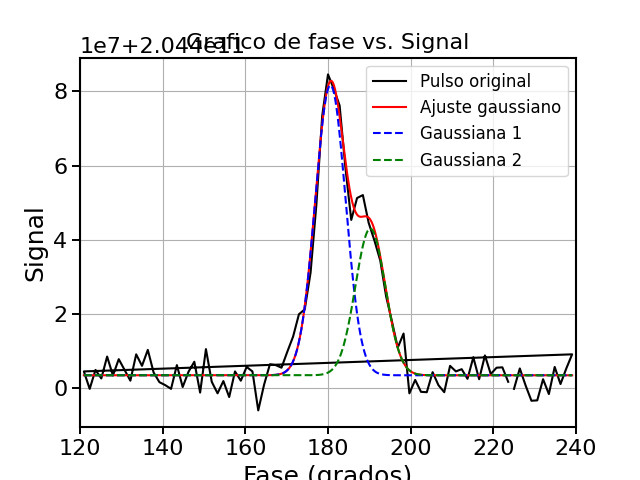 1e7+2.044e11
Grafico de fase vs. Signal
Pulso original
Ajuste gaussiano
Gaussiana 1
Gaussiana 2
Signal
8
6
4
2
0
120 140 160 180 200 220 240
Fase (grados)